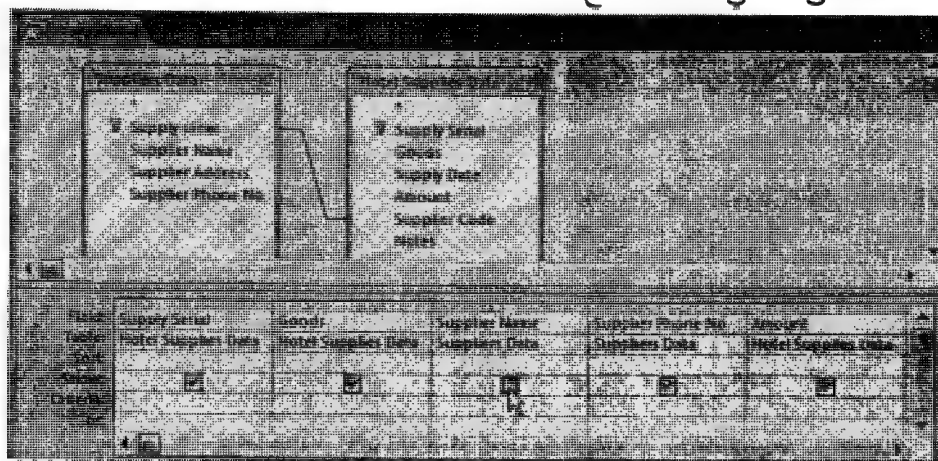 Suppliers Data
Supply Serial
Supplier Name
Supplier Address
Supplier Phone No
Supply Serial
Goods
Supply Date
Amount
Supplier Code
Notes
Field: Supply Serial Goods Supplier Name Supplier Phone No Amount
Table: Hotel Supplies Data Hotel Supplies Data Suppliers Data Suppliers Data Hotel Supplies Data
Sort:
Show:
Criteria:
or: